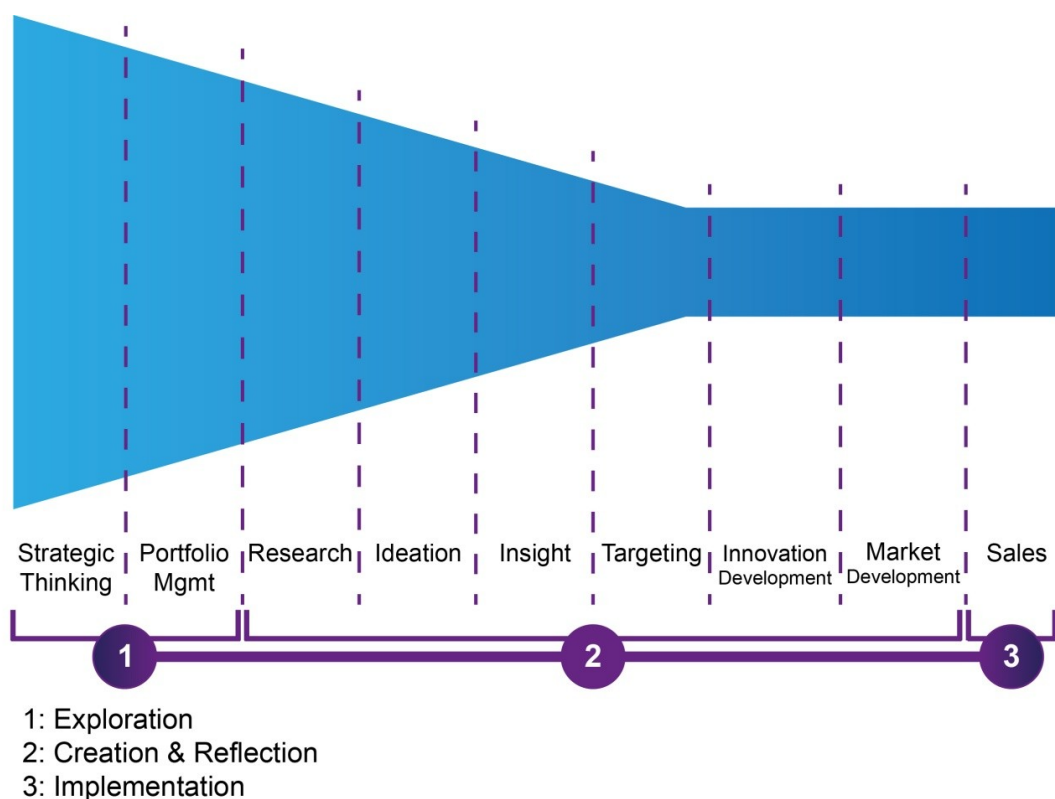 Strategic
Thinking
Portfolio
Mgmt
Research
Ideation
Insight
Targeting
Innovation
Development
Market
Development
Sales
1
2
3
1: Exploration
2: Creation & Reflection
3: Implementation